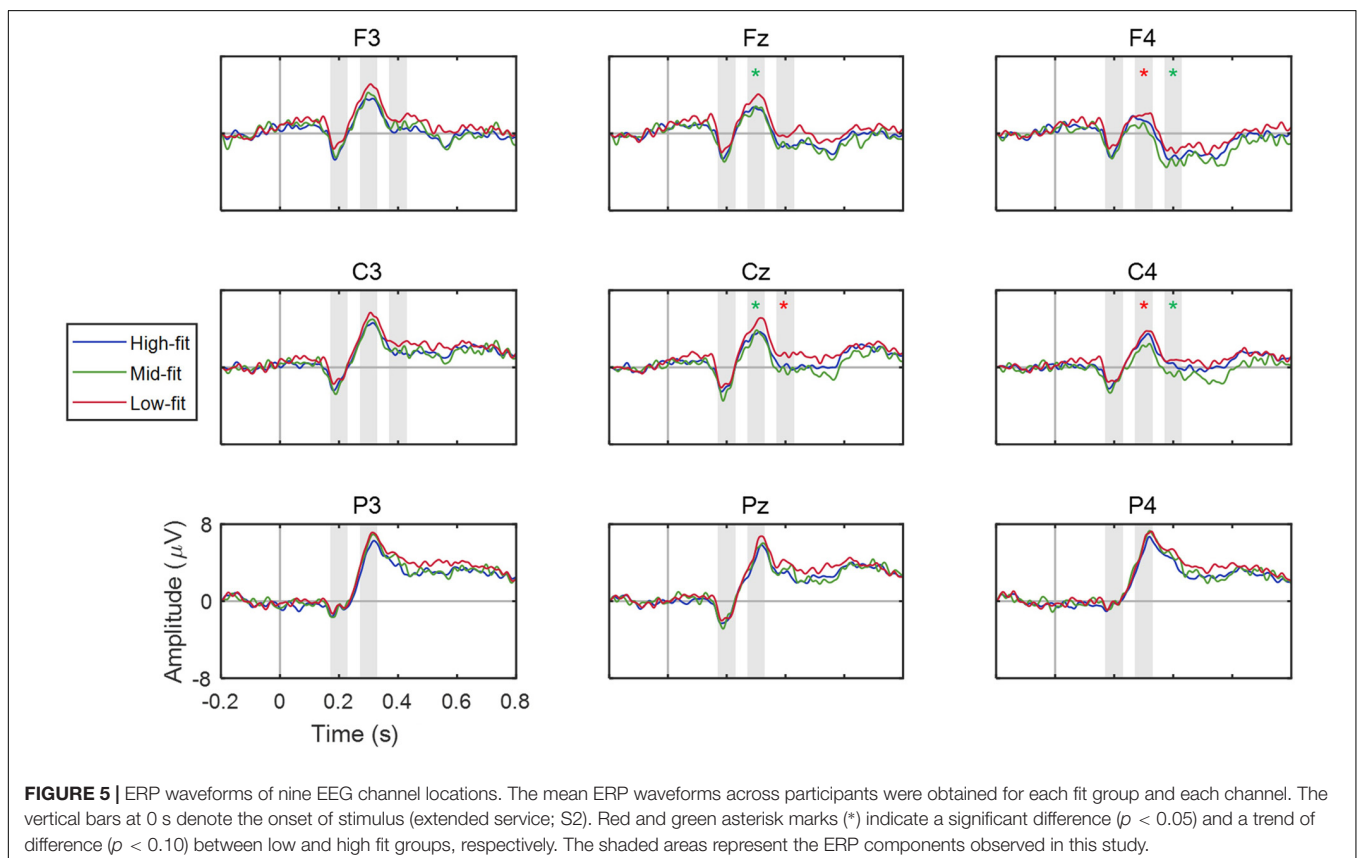 F3
Fz
F4
*
* *
C3
Cz
C4
* *
* *
High-fit
Mid-fit
Low-fit
P3
Pz
P4
Amplitude (μV)
8
0
-8
-0.2 0 0.2 0.4 0.6 0.8
Time (s)
FIGURE 5 | ERP waveforms of nine EEG channel locations. The mean ERP waveforms across participants were obtained for each fit group and each channel. The
vertical bars at 0 s denote the onset of stimulus (extended service; S2). Red and green asterisk marks (*) indicate a significant difference (p < 0.05) and a trend of
difference (p < 0.10) between low and high fit groups, respectively. The shaded areas represent the ERP components observed in this study.